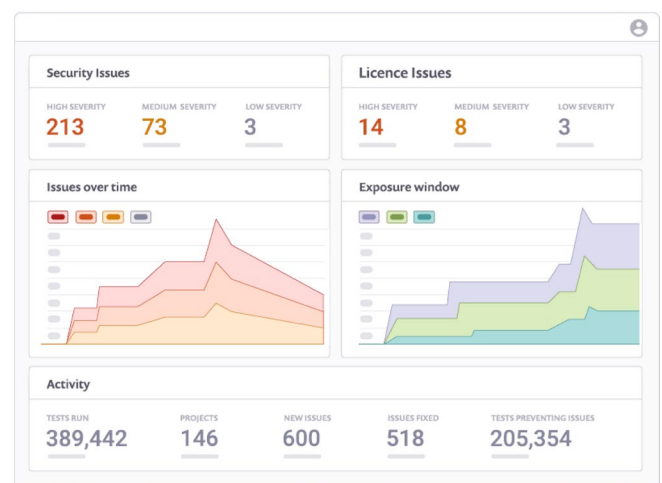 Security Issues
HIGH SEVERITY MEDIUM SEVERITY LOW SEVERITY
213 73 3
Licence Issues
HIGH SEVERITY MEDIUM SEVERITY LOW SEVERITY
14 8 3
Issues over time
Exposure window
Activity
TESTS RUN PROJECTS NEW ISSUES ISSUES FIXED TESTS PREVENTING ISSUES
389,442 146 600 518 205,354